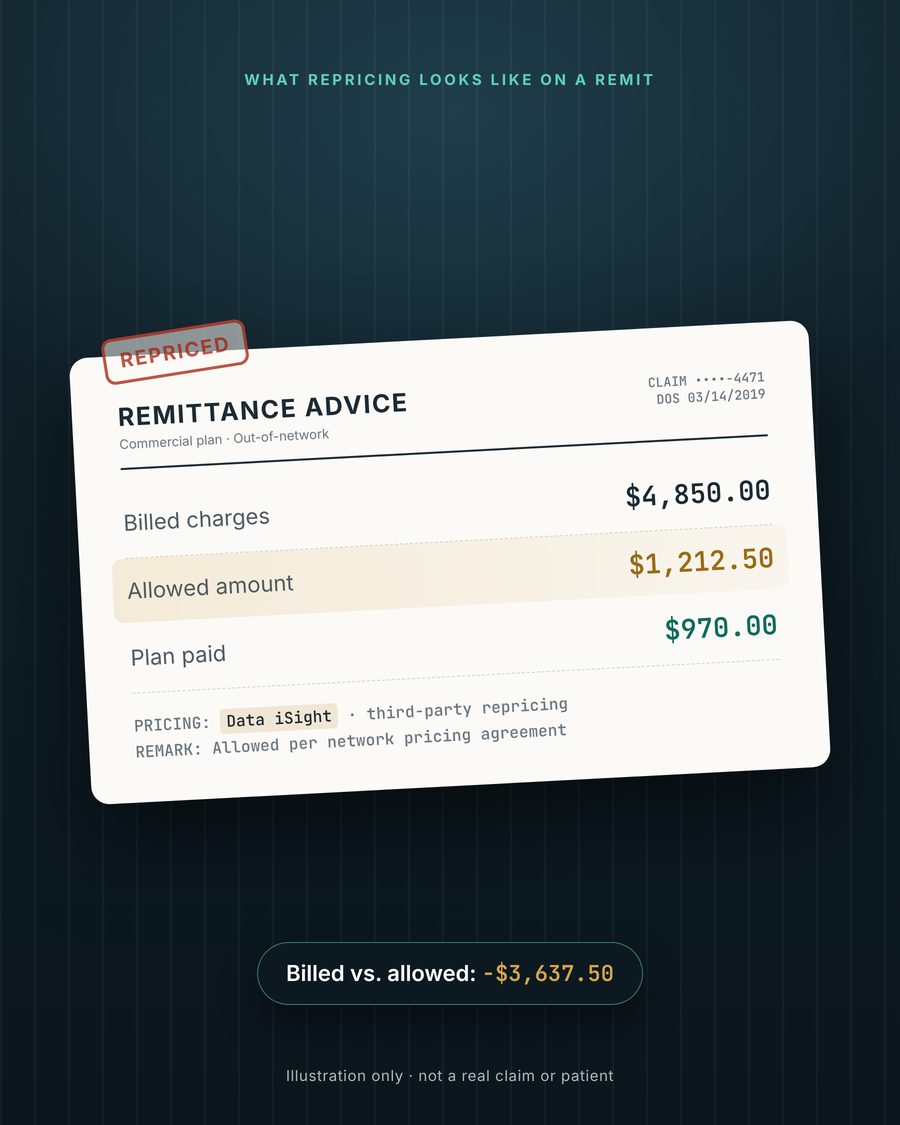 WHAT REPRICING LOOKS LIKE ON A REMIT
REPRICED
REMITTANCE ADVICE
Commercial plan · Out-of-network
CLAIM ••••-4471
DOS 03/14/2019
Billed charges $4,850.00
Allowed amount $1,212.50
Plan paid $970.00
PRICING: Data iSight · third-party repricing
REMARK: Allowed per network pricing agreement
Billed vs. allowed: -$3,637.50
Illustration only · not a real claim or patient